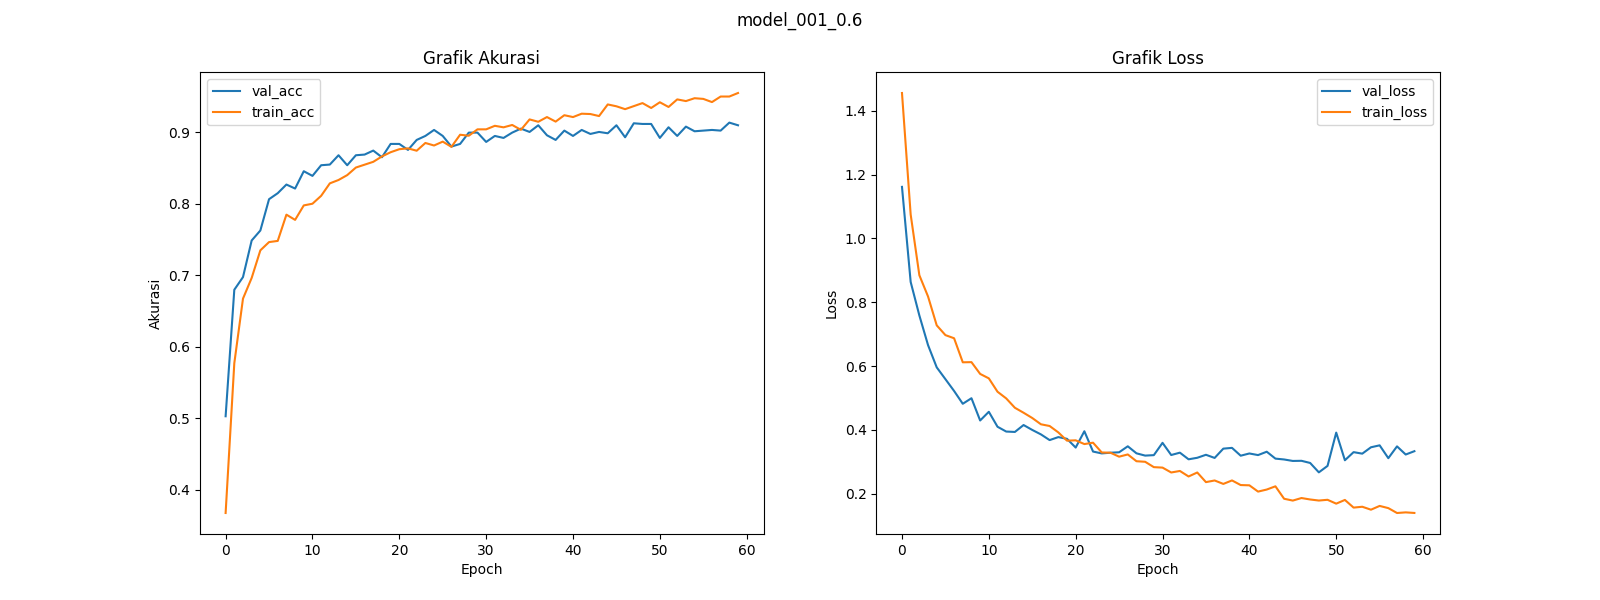 model_001_0.6
Grafik Akurasi
val_acc
train_acc
Akurasi
0.9
0.8
0.7
0.6
0.5
0.4
0 10 20 30 40 50 60
Epoch
Grafik Loss
val_loss
train_loss
Loss
1.4
1.2
1.0
0.8
0.6
0.4
0.2
0 10 20 30 40 50 60
Epoch